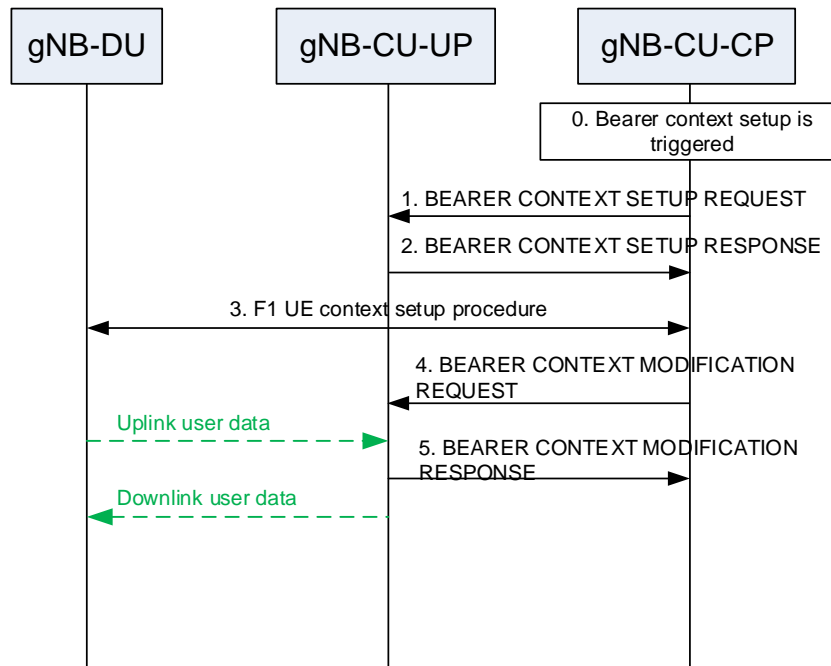 gNB-DU
gNB-CU-UP
gNB-CU-CP
0. Bearer context setup is
triggered
1. BEARER CONTEXT SETUP REQUEST
2. BEARER CONTEXT SETUP RESPONSE
3. F1 UE context setup procedure
4. BEARER CONTEXT MODIFICATION
REQUEST
Uplink user data
5. BEARER CONTEXT MODIFICATION
RESPONSE
Downlink user data